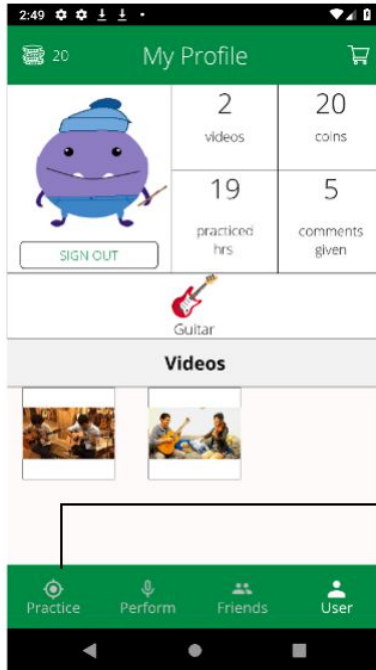 2:49
20
My Profile
2
videos
20
coins
19
practiced
hrs
5
comments
given
SIGN OUT
Guitar
Videos
Practice
Perform
Friends
User